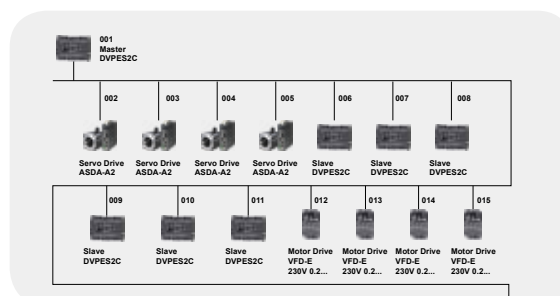 001
Master
DVPES2C
002
003
004
005
006
007
008
Servo Drive
ASDA-A2
Servo Drive
ASDA-A2
Servo Drive
ASDA-A2
Servo Drive
ASDA-A2
Slave
DVPES2C
Slave
DVPES2C
Slave
DVPES2C
009
010
011
012
013
014
015
Slave
DVPES2C
Slave
DVPES2C
Slave
DVPES2C
Motor Drive
VFD-E
230V 0.2...
Motor Drive
VFD-E
230V 0.2...
Motor Drive
VFD-E
230V 0.2...
Motor Drive
VFD-E
230V 0.2...